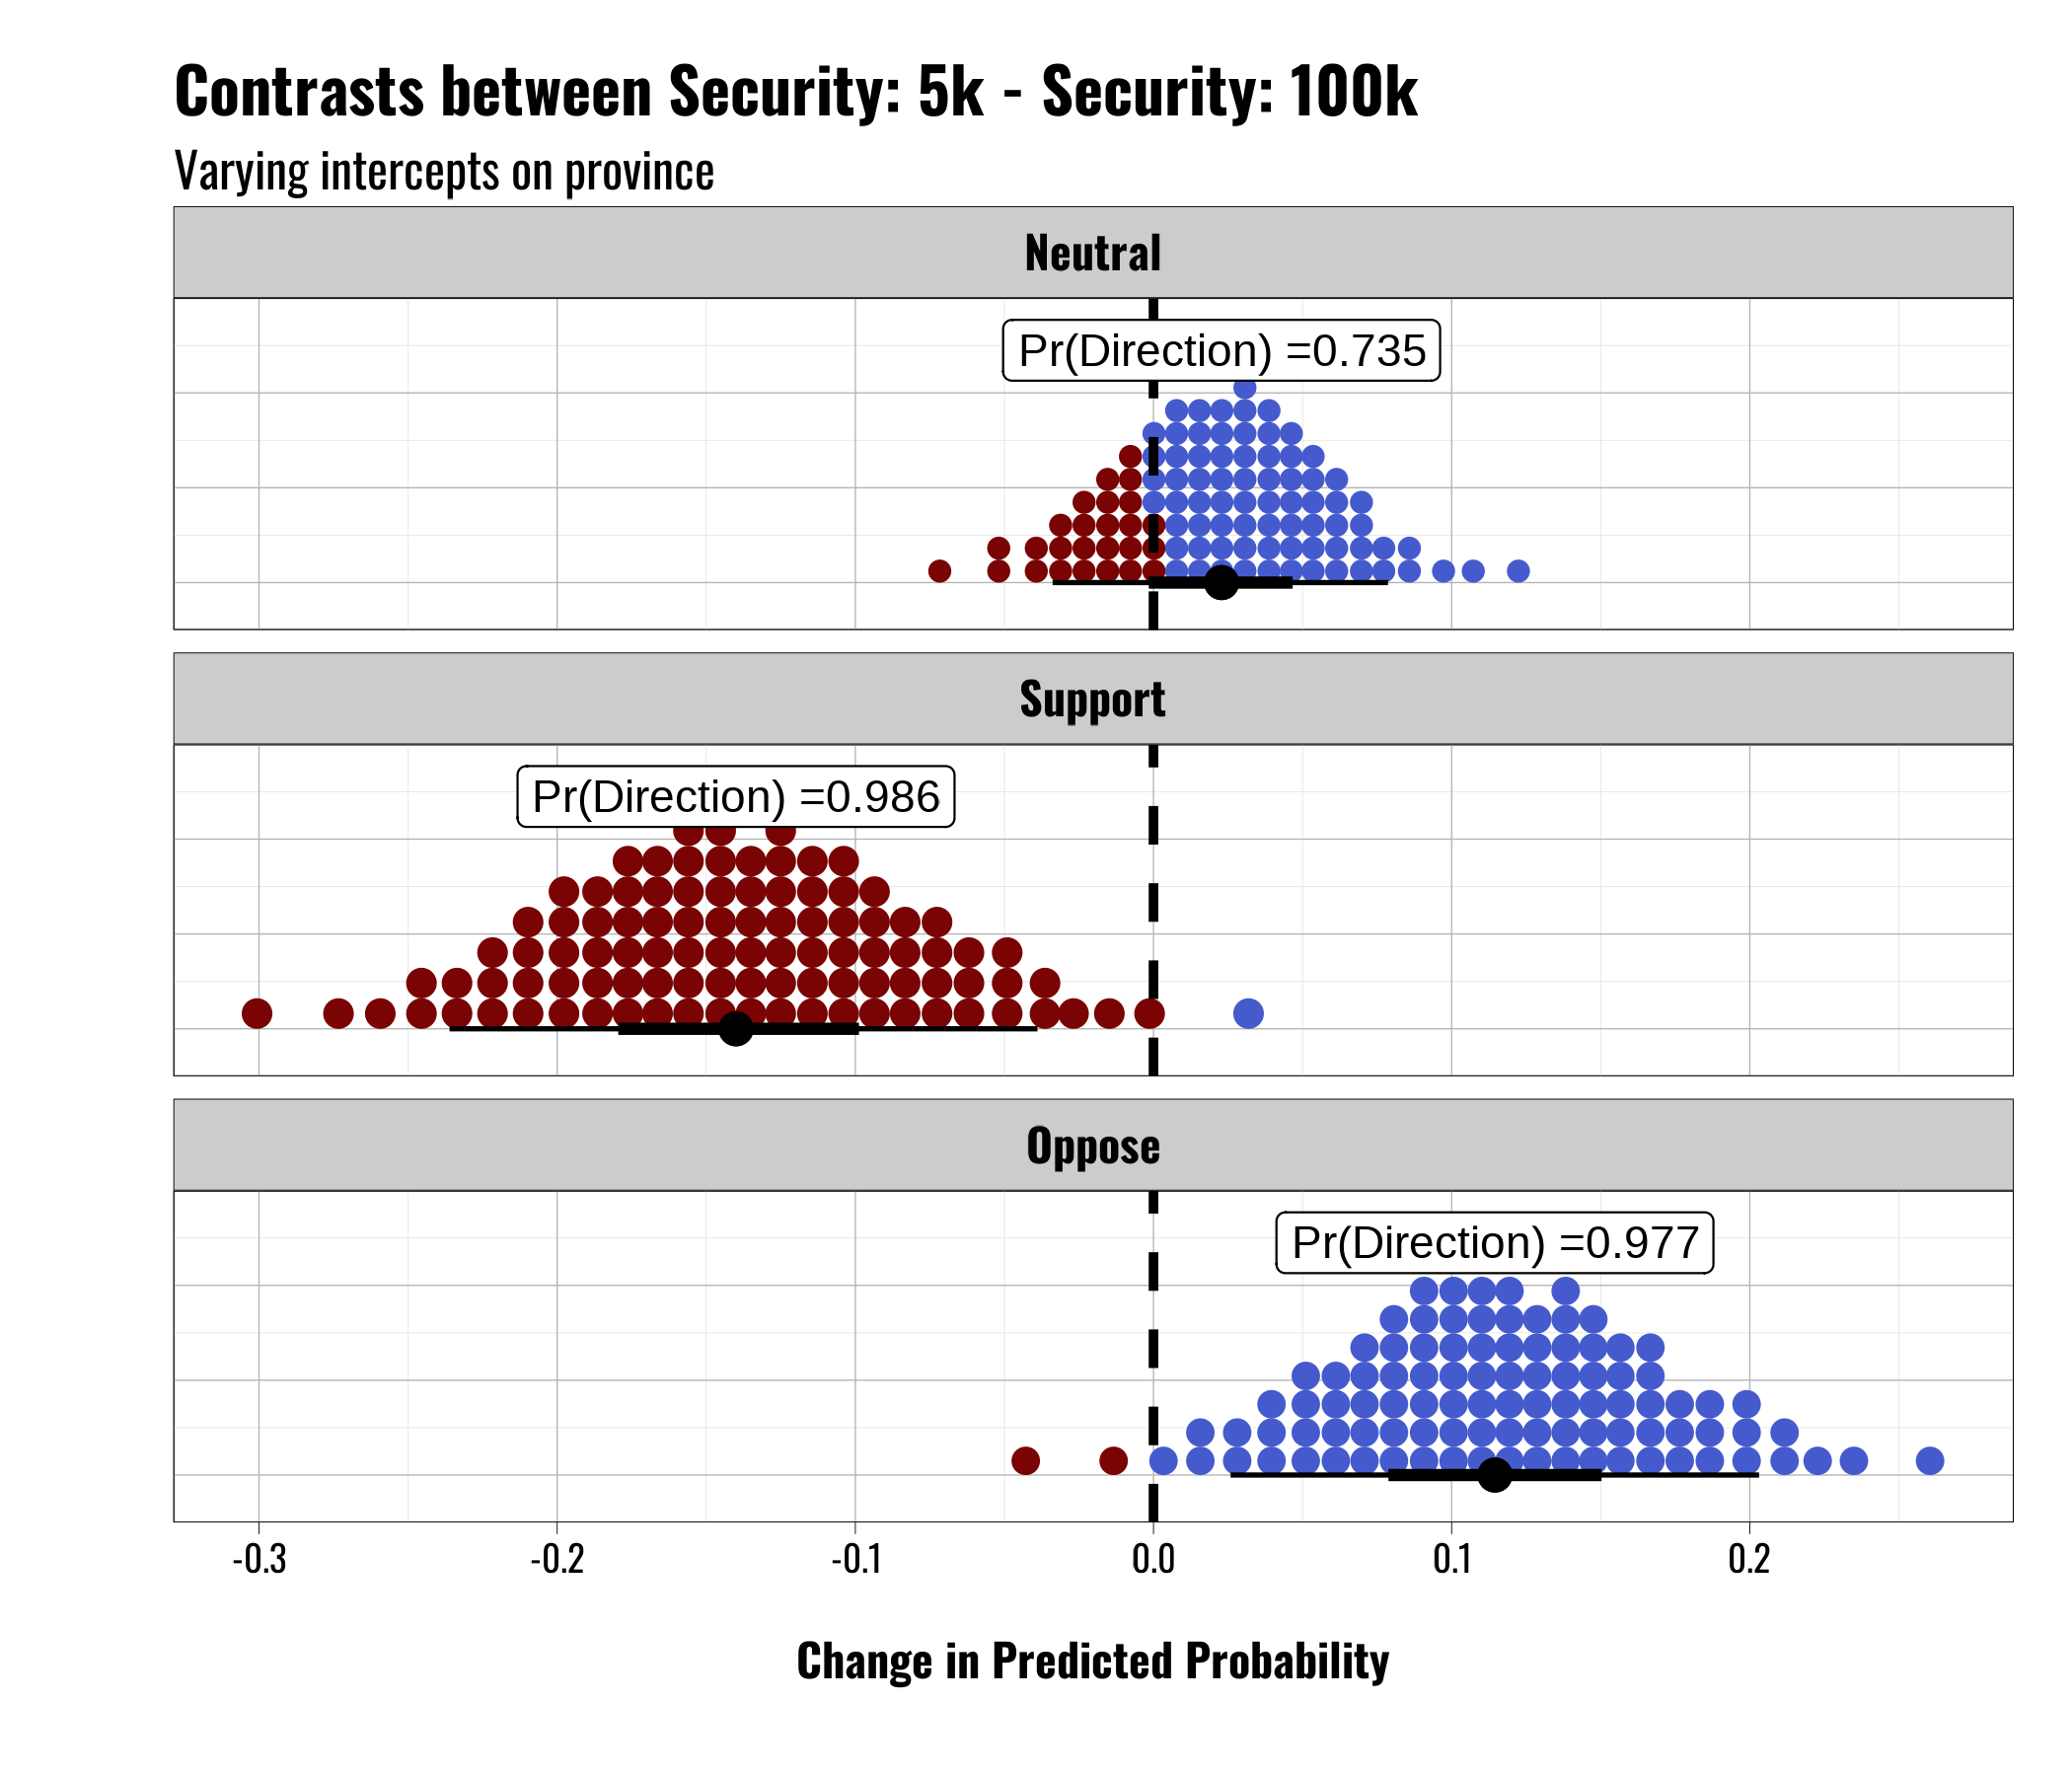 Contrasts between Security: 5k - Security: 100k
Varying intercepts on province
Neutral
Pr(Direction) =0.735
Support
Pr(Direction) =0.986
Oppose
Pr(Direction) =0.977
-0.3 -0.2 -0.1 0.0 0.1 0.2
Change in Predicted Probability